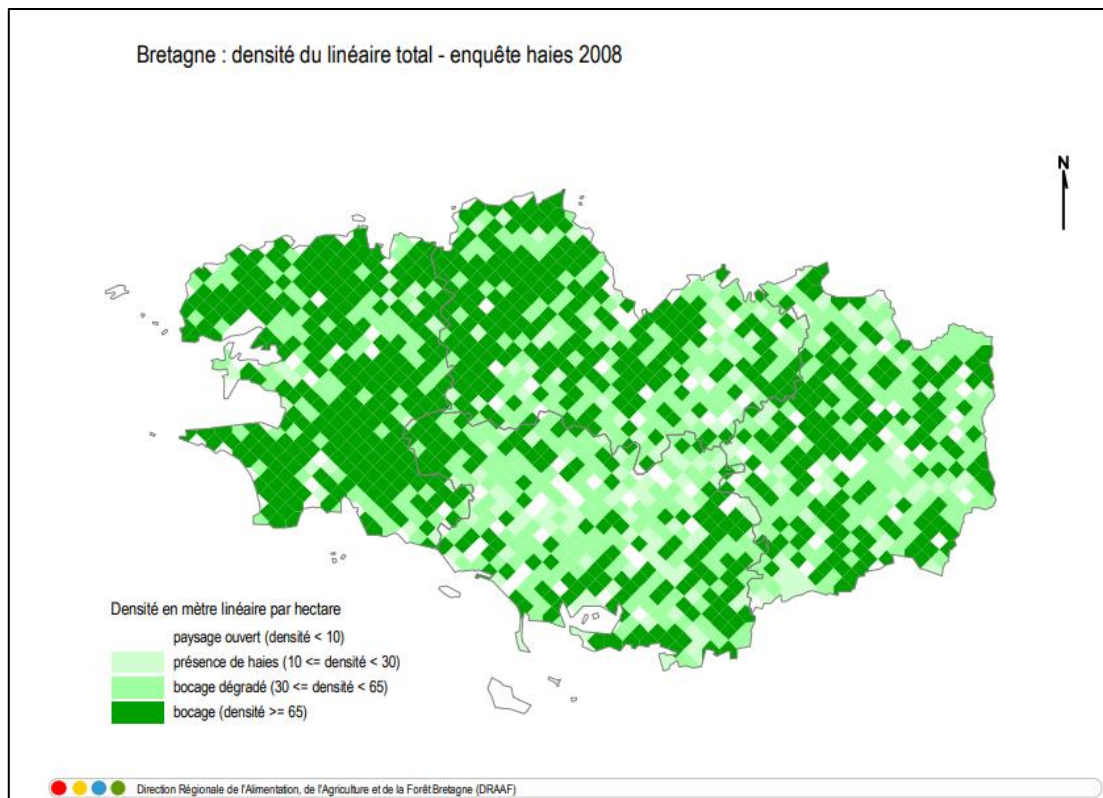 Bretagne : densité du linéaire total - enquête haies 2008
N
Densité en mètre linéaire par hectare
paysage ouvert (densité < 10)
présence de haies (10 <= densité < 30)
bocage dégradé (30 <= densité < 65)
bocage (densité >= 65)
Direction Régionale de l'Alimentation, de l'Agriculture et de la Forêt Bretagne (DRAAF)